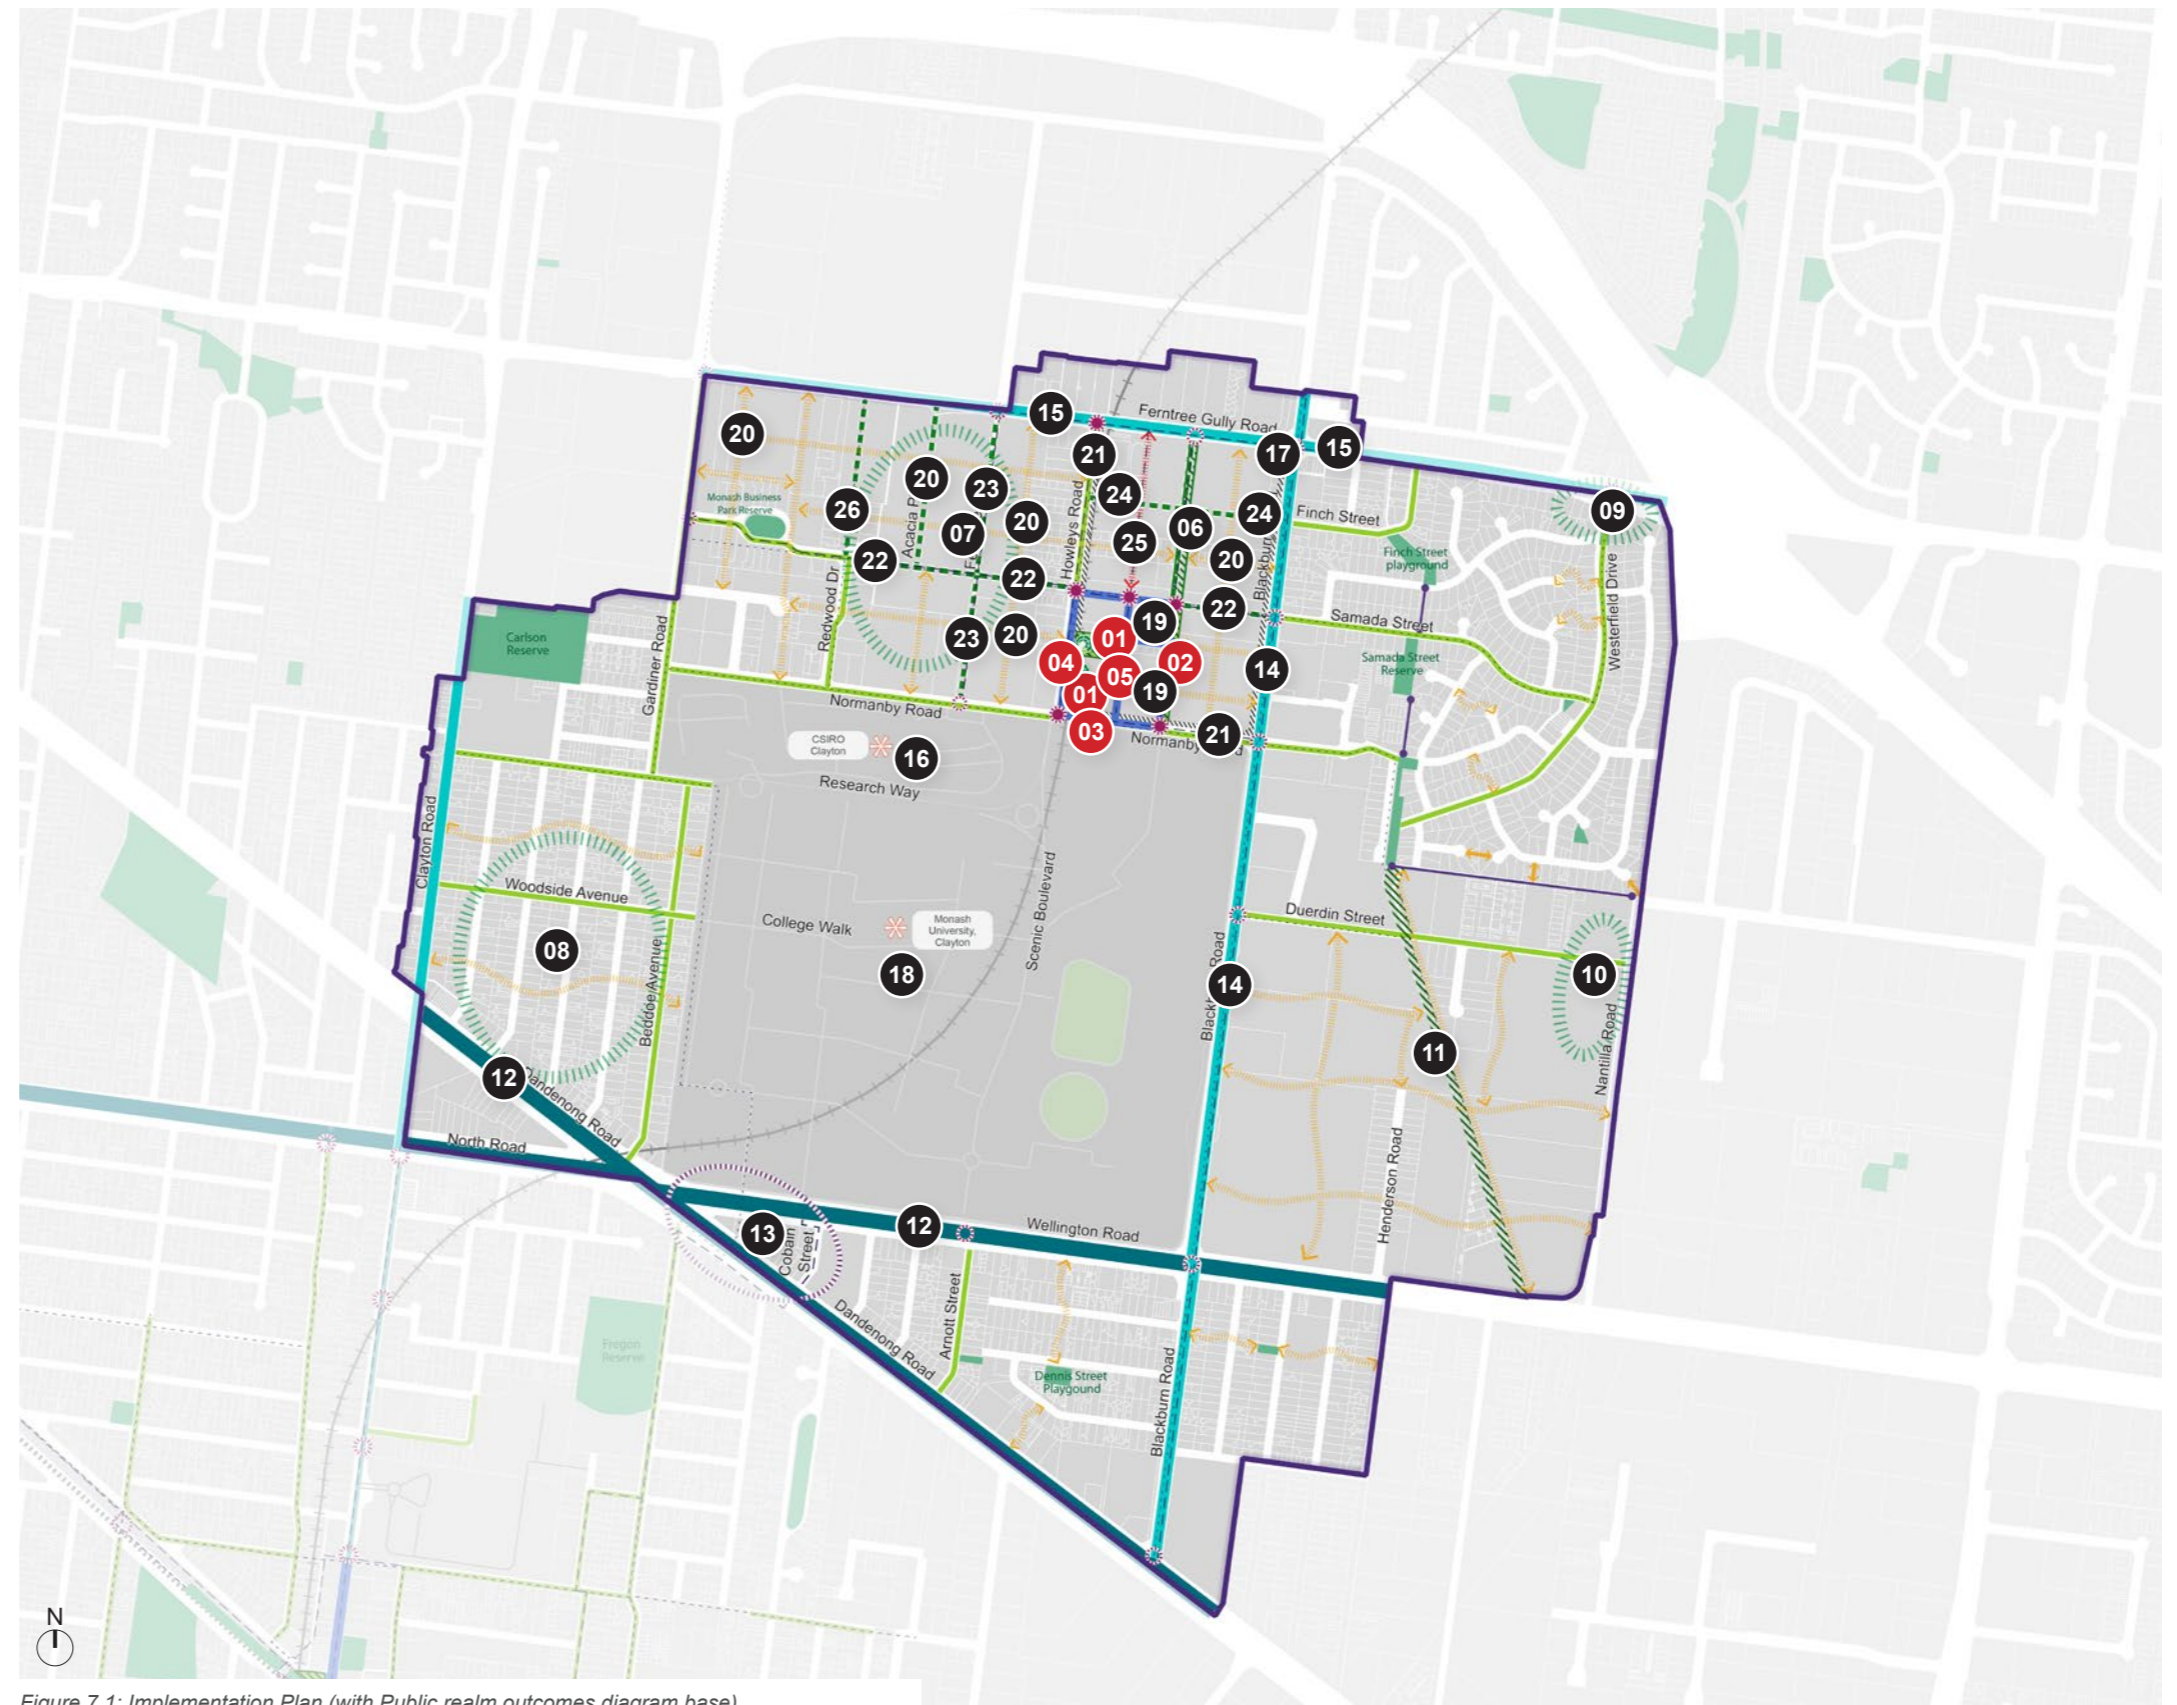 15
Ferntree Gully Road
20
21
17
15
20
23
24
Monash Business
Park Reserve
26
Acacia P
20
Howleys Road
24
Finch Street
09
07
25
06
F
20
Blackburn
Finch Street
playground
22
22
Redwood Dr
22
Westerfield Drive
Samada Street
19
01
Carlson
Reserve
Gardiner Road
23
20
04
02
14
Samada Street
Reserve
05
01
19
Normanby Road
03
Normanby
21
d
CSIRO
Clayton
16
Research Way
Clayton Road
Woodside Avenue
Scenic Boulevard
College Walk
Monash
University,
Clayton
Duerdin Street
08
Beddoe Avenue
18
Black
Road
14
10
Nantilla Road
11
12
Dandenong Road
North Road
Henderson Road
13
Cobain
Street
12
Wellington Road
Arnott Street
Dandenong Road
Fregon
Reserve
Dennis Street
Playgound
Blackburn Road
N
Figure 7.1: Implementation Plan (with Public realm outcomes diagram base)